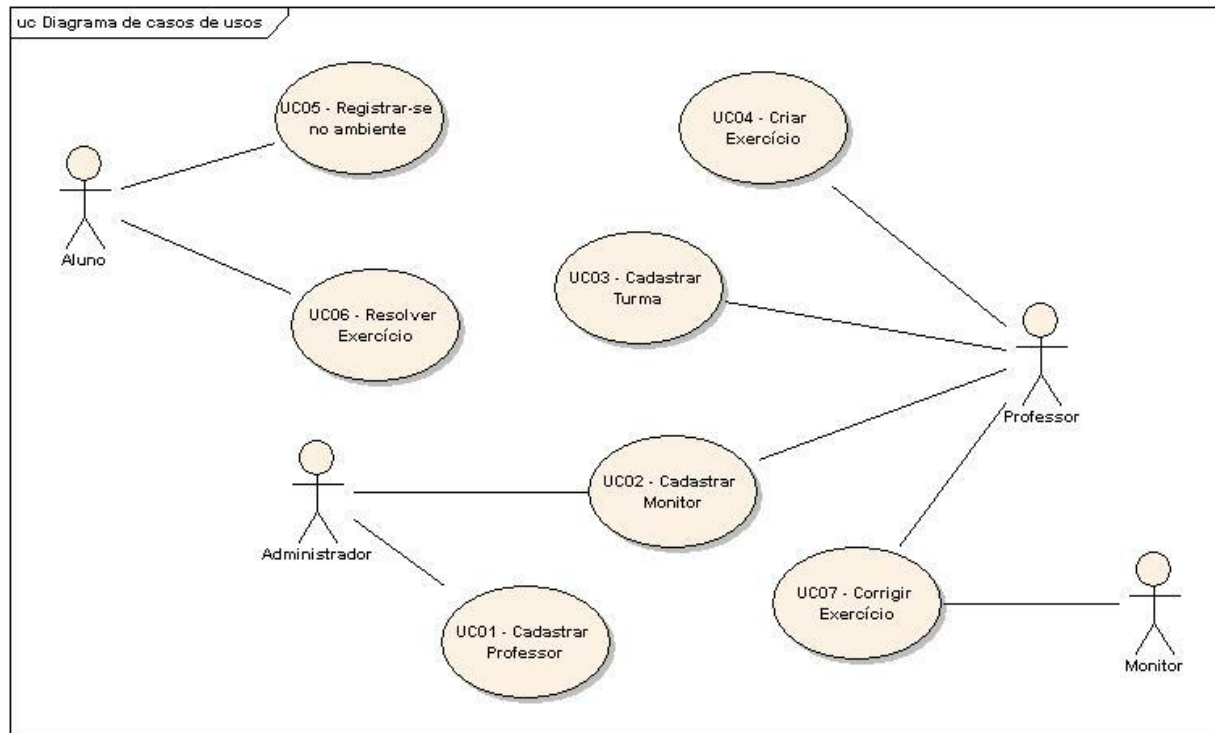 uc Diagrama de casos de usos
UC05 - Registrar-se
no ambiente
UC04 - Criar
Exercício
Aluno
UC03 - Cadastrar
Turma
UC06 - Resolver
Exercício
Professor
UC02 - Cadastrar
Monitor
Administrador
UC07 - Corrigir
Exercício
UC01 - Cadastrar
Professor
Monitor